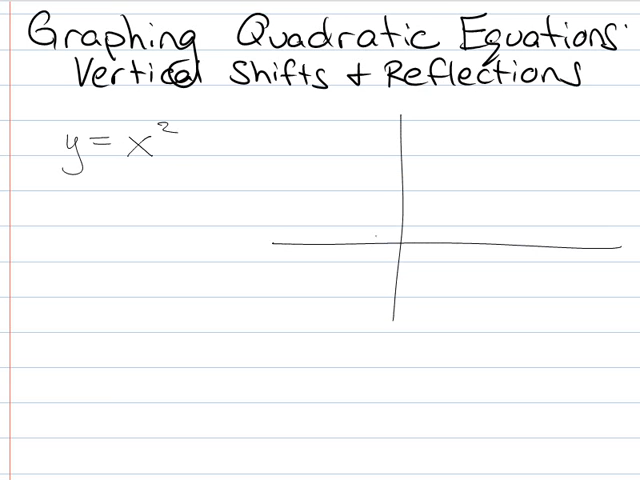 Graphing Quadratic Equations:
Vertical Shifts + Reflections
y = x²